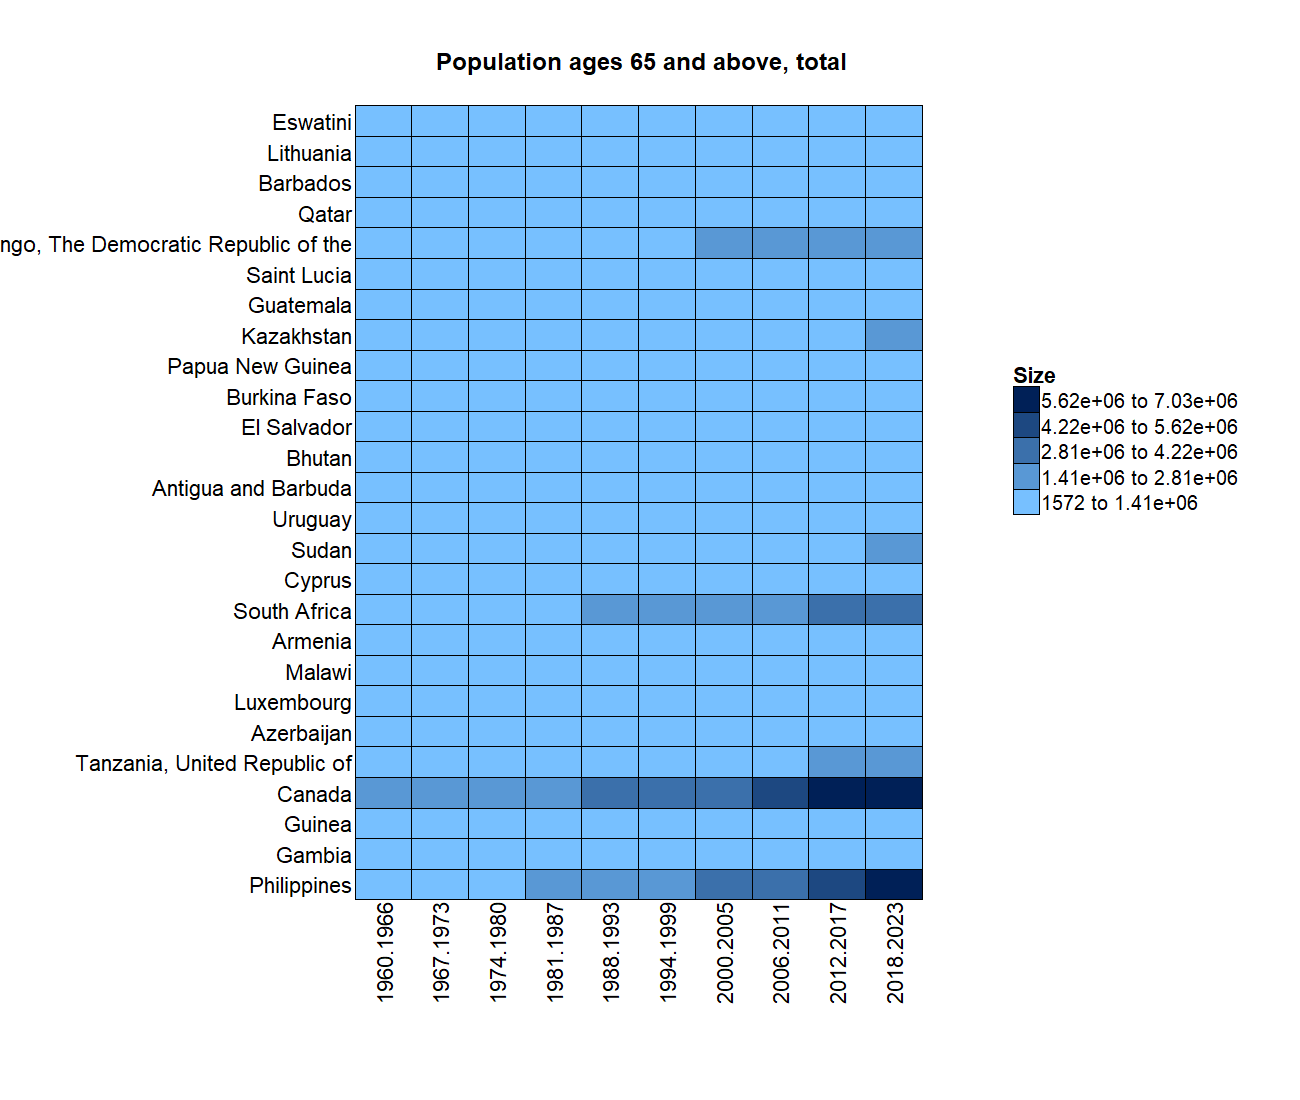 Population ages 65 and above, total
Eswatini
Lithuania
Barbados
Qatar
ngo, The Democratic Republic of the
Saint Lucia
Guatemala
Kazakhstan
Papua New Guinea
Burkina Faso
El Salvador
Bhutan
Antigua and Barbuda
Uruguay
Sudan
Cyprus
South Africa
Armenia
Malawi
Luxembourg
Azerbaijan
Tanzania, United Republic of
Canada
Guinea
Gambia
Philippines
1960.1966
1967.1973
1974.1980
1981.1987
1988.1993
1994.1999
2000.2005
2006.2011
2012.2017
2018.2023
Size
5.62e+06 to 7.03e+06
4.22e+06 to 5.62e+06
2.81e+06 to 4.22e+06
1.41e+06 to 2.81e+06
1572 to 1.41e+06